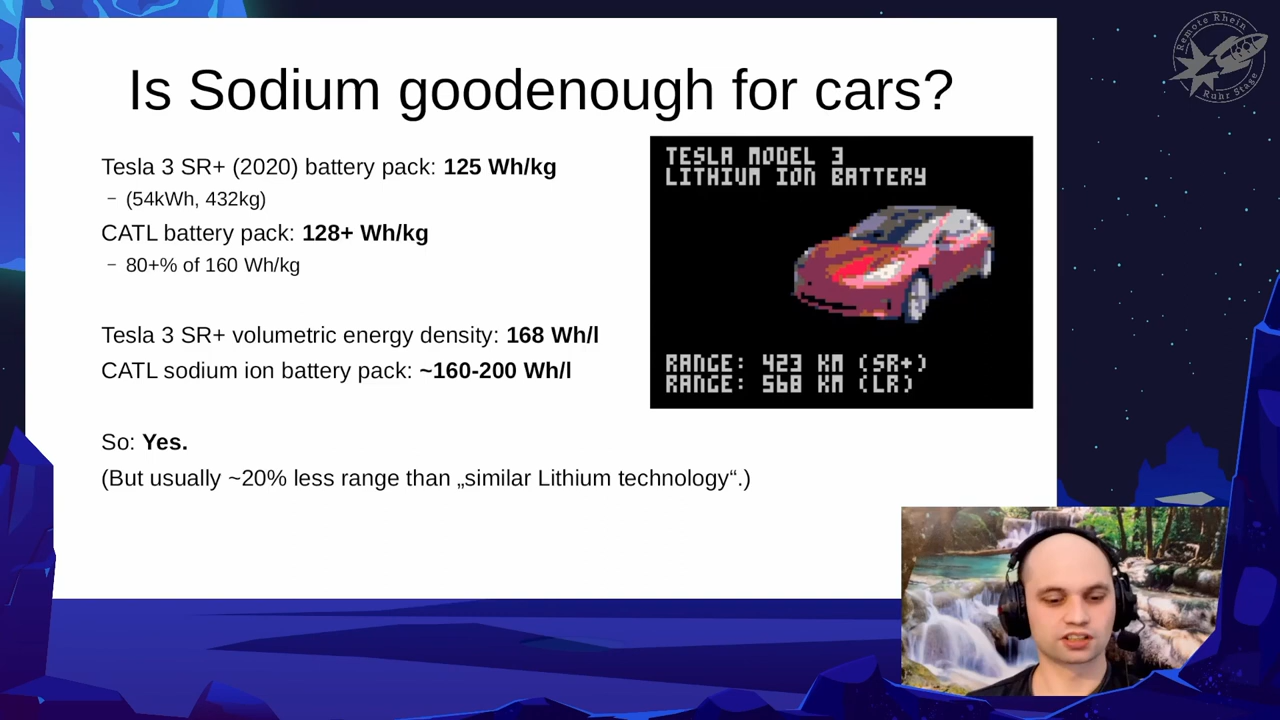 Is Sodium goodenough for cars?
Tesla 3 SR+ (2020) battery pack: 125 Wh/kg
– (54kWh, 432kg)
CATL battery pack: 128+ Wh/kg
– 80+% of 160 Wh/kg
Tesla 3 SR+ volumetric energy density: 168 Wh/l
CATL sodium ion battery pack: ~160-200 Wh/l
So: Yes.
(But usually ~20% less range than „similar Lithium technology“.)
TESLA MODEL 3
LITHIUM ION BATTERY
RANGE: 423 KM (SR+)
RANGE: 568 KM (LR)
Remote Rhein
Ruhr Stage